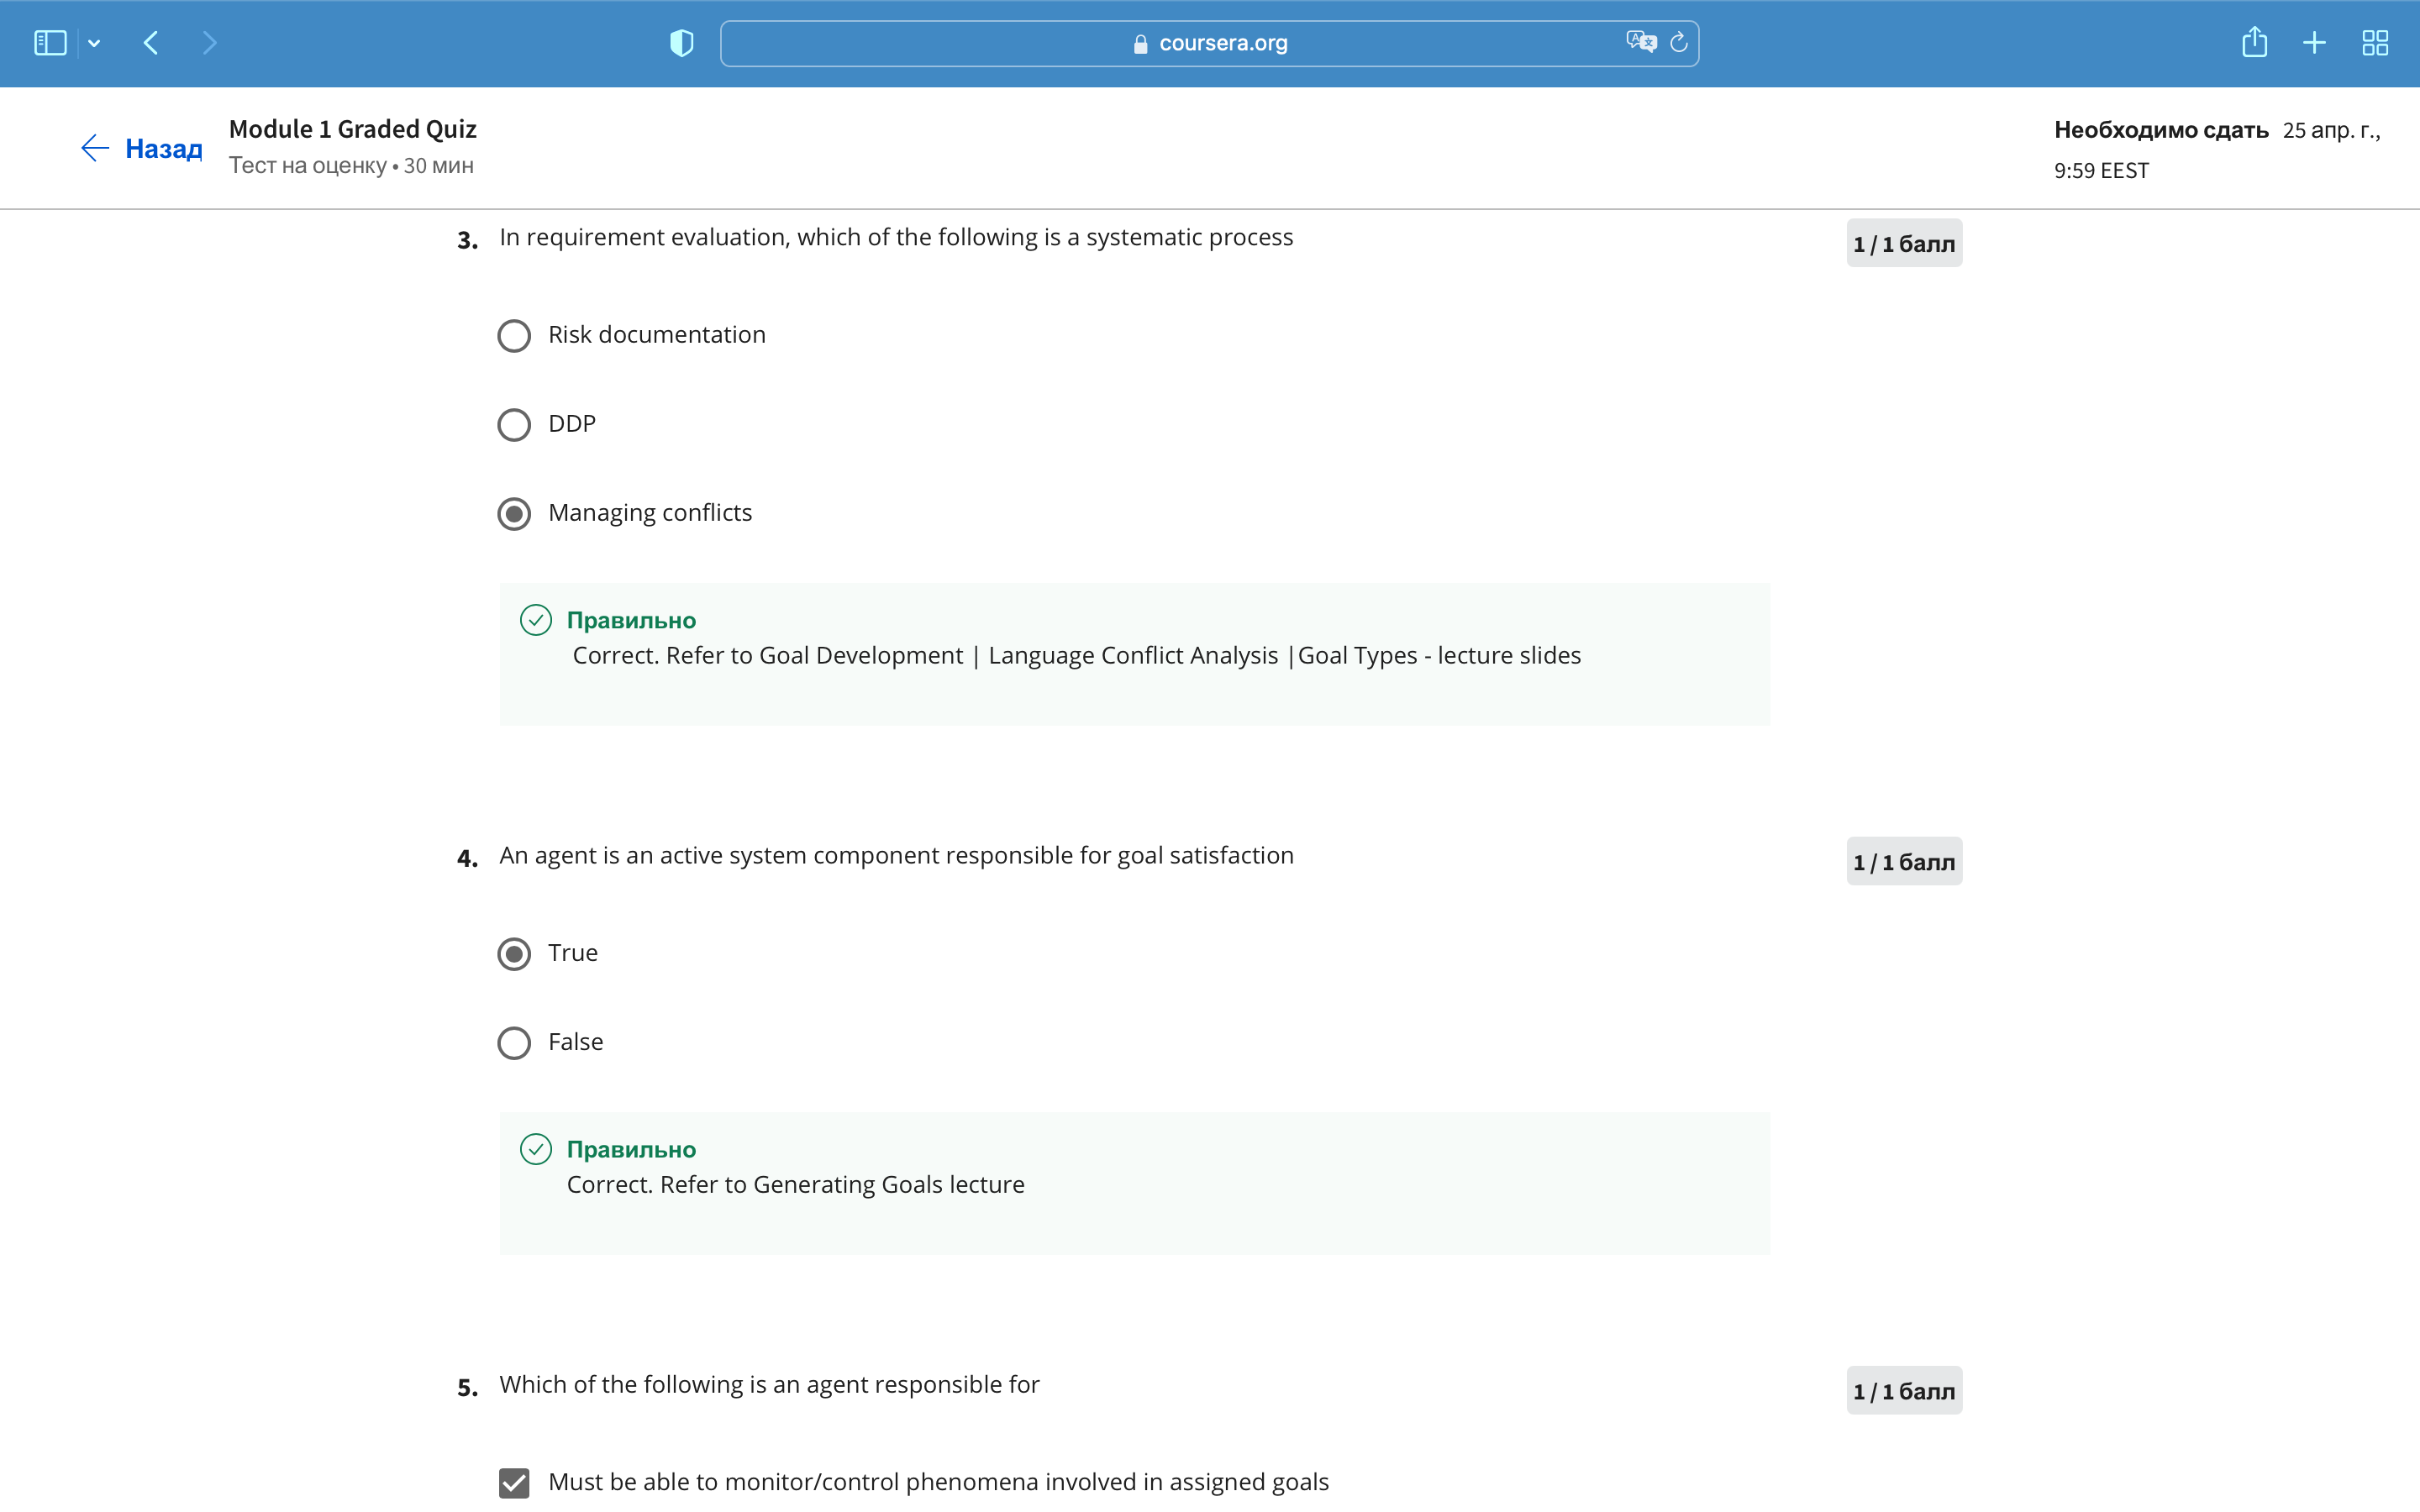 coursera.org
Назад
Module 1 Graded Quiz
Тест на оценку • 30 мин
Необходимо сдать 25 апр. г.,
9:59 EEST
3. In requirement evaluation, which of the following is a systematic process
1 / 1 балл
Risk documentation
DDP
Managing conflicts
Правильно
Correct. Refer to Goal Development | Language Conflict Analysis |Goal Types - lecture slides
4. An agent is an active system component responsible for goal satisfaction
1 / 1 балл
True
False
Правильно
Correct. Refer to Generating Goals lecture
5. Which of the following is an agent responsible for
1 / 1 балл
Must be able to monitor/control phenomena involved in assigned goals